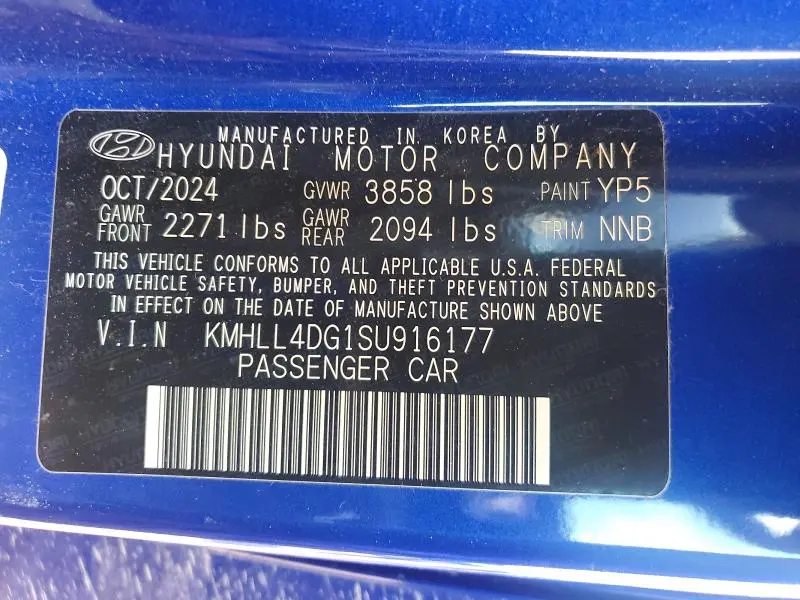 MANUFACTURED IN KOREA BY
HYUNDAI MOTOR COMPANY
OCT/2024 GVWR 3858 lbs PAINT YP5
GAWR FRONT 2271 lbs GAWR REAR 2094 lbs TRIM NNB
THIS VEHICLE CONFORMS TO ALL APPLICABLE U.S.A. FEDERAL
MOTOR VEHICLE SAFETY, BUMPER, AND THEFT PREVENTION STANDARDS
IN EFFECT ON THE DATE OF MANUFACTURE SHOWN ABOVE
V.I.N KMHLL4DG1SU916177
PASSENGER CAR